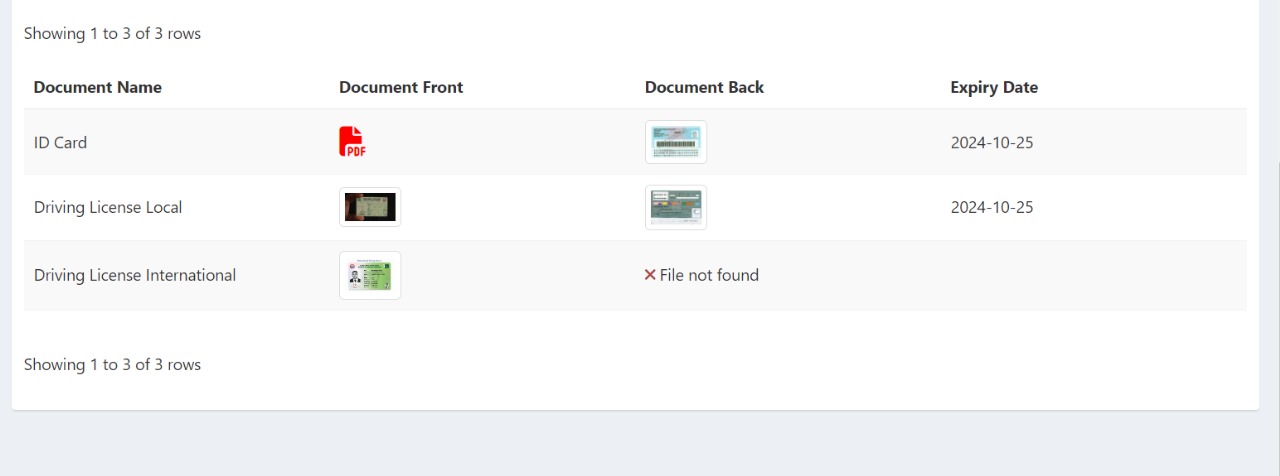 Showing 1 to 3 of 3 rows
Document Name Document Front Document Back Expiry Date
ID Card PDF 2024-10-25
Driving License Local 2024-10-25
Driving License International File not found
Showing 1 to 3 of 3 rows